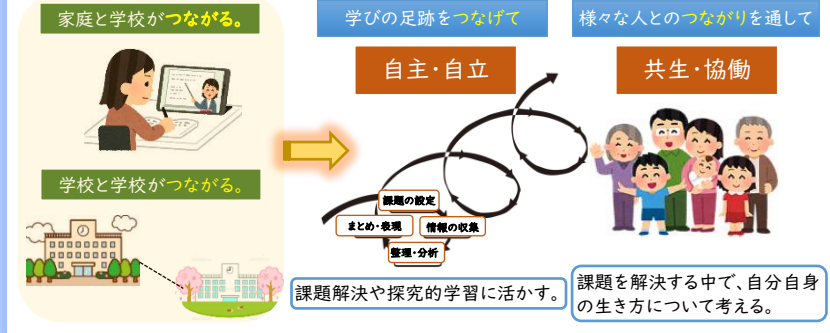 家庭と学校がつながる。
学校と学校がつながる。
学びの足跡をつなげて
自主・自立
課題の設定
まとめ・表現
情報の収集
整理・分析
課題解決や探究的学習に活かす。
様々な人とのつながりを通して
共生・協働
課題を解決する中で、自分自身
の生き方について考える。